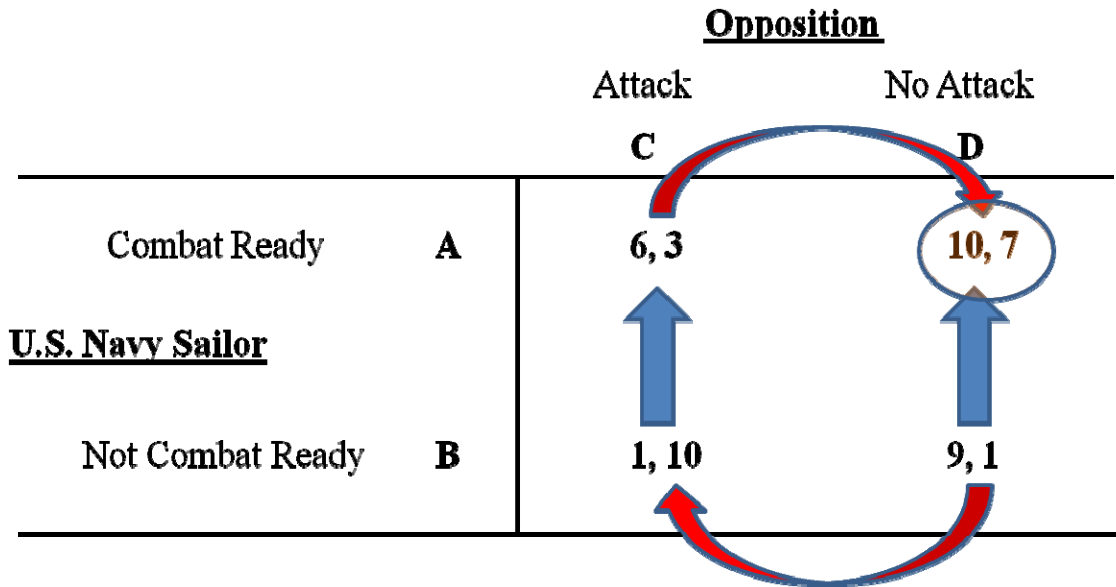 Opposition
Attack No Attack
C D
Combat Ready A 6, 3 10, 7
U.S. Navy Sailor
Not Combat Ready B 1, 10 9, 1